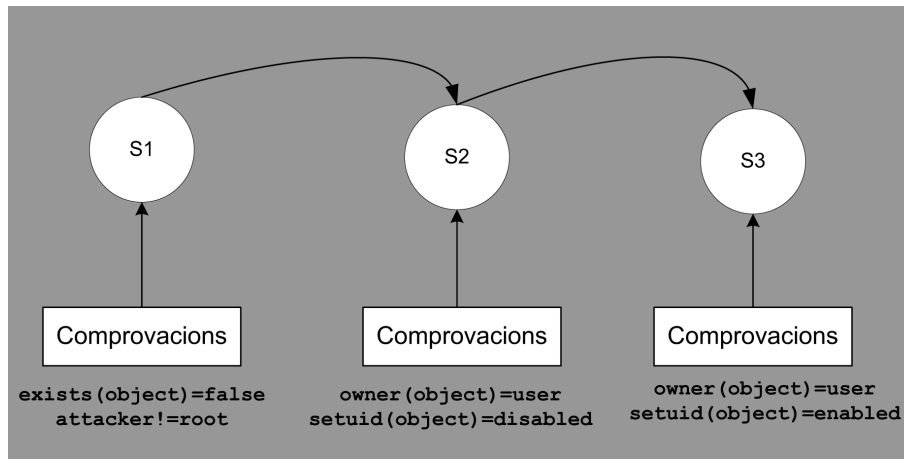 S1
S2
S3
Comprovacions
Comprovacions
Comprovacions
exists(object)=false
attacker!=root
owner(object)=user
setuid(object)=disabled
owner(object)=user
setuid(object)=enabled